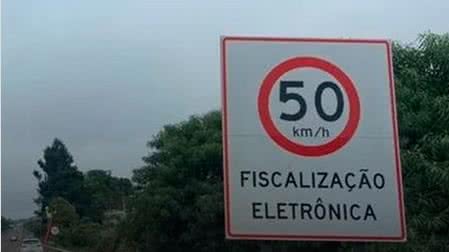 50
km/h
FISCALIZAÇÃO
ELETRÔNICA